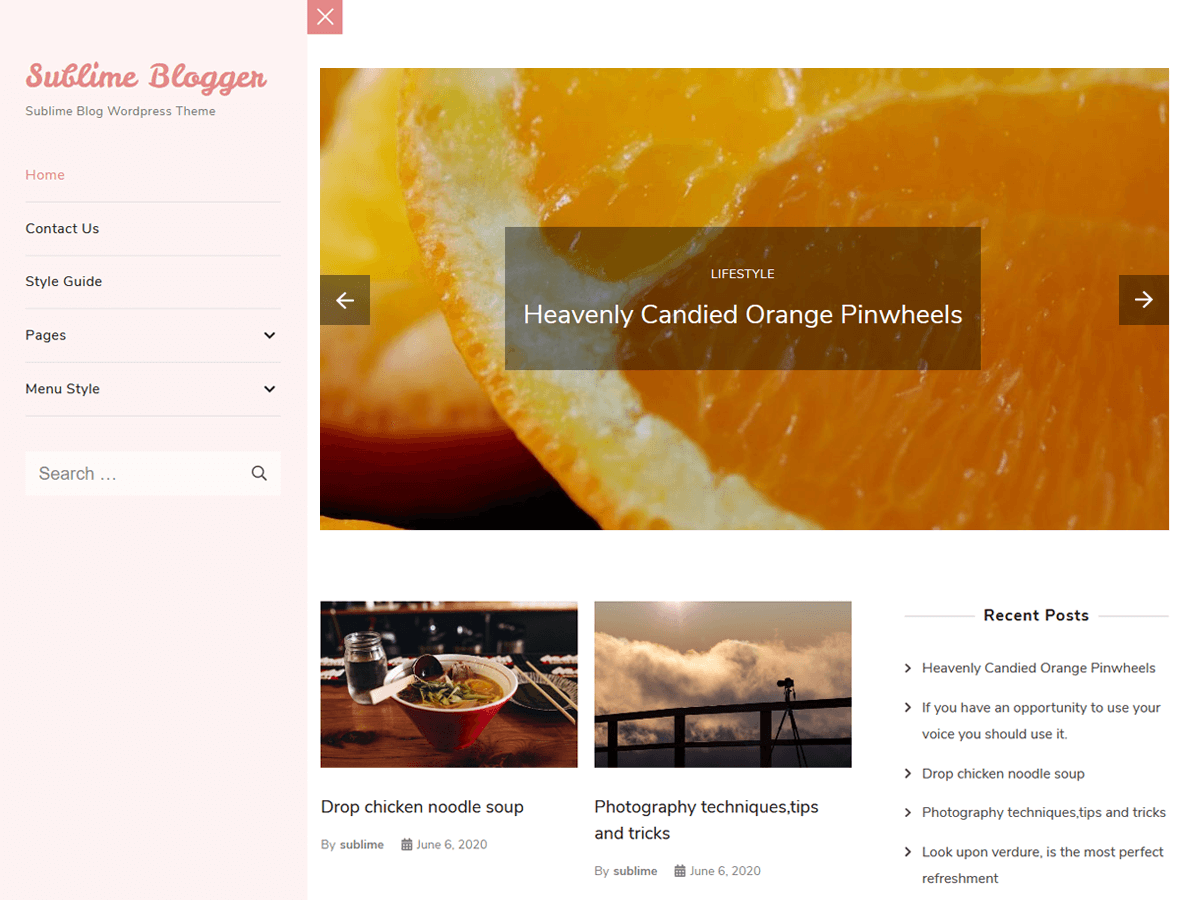 Sublime Blogger
Sublime Blog Wordpress Theme
Home
Contact Us
Style Guide
Pages
Menu Style
Search …
LIFESTYLE
Heavenly Candied Orange Pinwheels
Drop chicken noodle soup
By sublime June 6, 2020
Photography techniques,tips
and tricks
By sublime June 6, 2020
Recent Posts
Heavenly Candied Orange Pinwheels
If you have an opportunity to use your
voice you should use it.
Drop chicken noodle soup
Photography techniques,tips and tricks
Look upon verdure, is the most perfect
refreshment